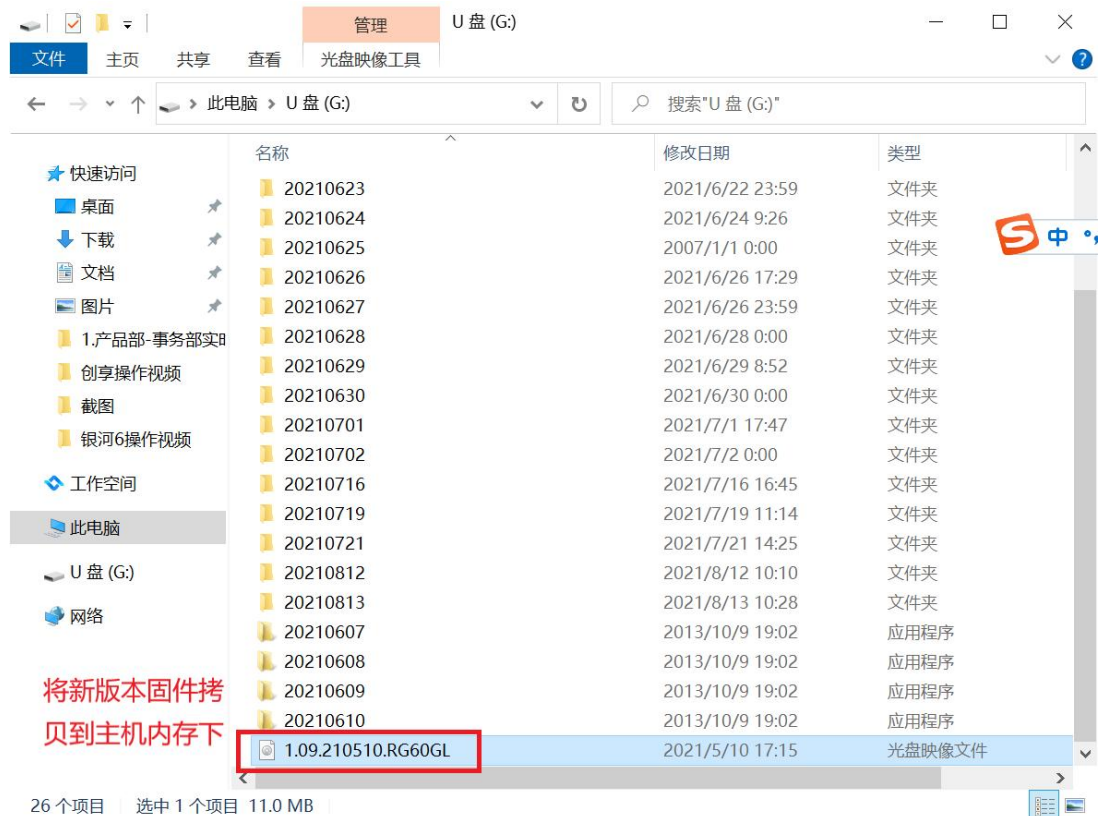 管理
U 盘 (G:)
文件 主页 共享 查看 光盘映像工具
此电脑 U 盘 (G:)
搜索"U 盘 (G:)"
名称 修改日期 类型
快速访问
桌面
下载
文档
图片
1.产品部-事务部实时
创享操作视频
截图
银河6操作视频
工作空间
此电脑
U 盘 (G:)
网络
20210623 2021/6/22 23:59 文件夹
20210624 2021/6/24 9:26 文件夹
20210625 2007/1/1 0:00 文件夹
20210626 2021/6/26 17:29 文件夹
20210627 2021/6/26 23:59 文件夹
20210628 2021/6/28 0:00 文件夹
20210629 2021/6/29 8:52 文件夹
20210630 2021/6/30 0:00 文件夹
20210701 2021/7/1 17:47 文件夹
20210702 2021/7/2 0:00 文件夹
20210716 2021/7/16 16:45 文件夹
20210719 2021/7/19 11:14 文件夹
20210721 2021/7/21 14:25 文件夹
20210812 2021/8/12 10:10 文件夹
20210813 2021/8/13 10:28 文件夹
20210607 2013/10/9 19:02 应用程序
20210608 2013/10/9 19:02 应用程序
20210609 2013/10/9 19:02 应用程序
20210610 2013/10/9 19:02 应用程序
1.09.210510.RG60GL 2021/5/10 17:15 光盘映像文件
将新版本固件拷
贝到主机内存下
S 中
26 个项目 选中 1 个项目 11.0 MB